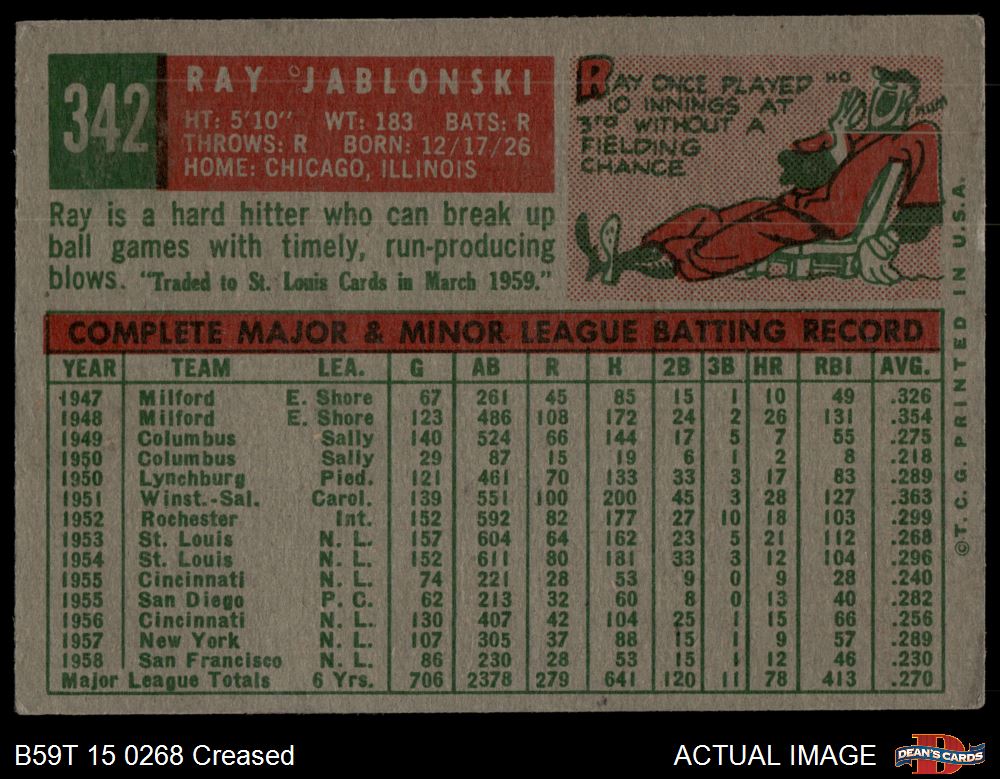 342
RAY JABLONSKI
HT: 5'10" WT: 183 BATS: R
THROWS: R BORN: 12/17/26
HOME: CHICAGO, ILLINOIS
Ray is a hard hitter who can break up
ball games with timely, run-producing
blows. "Traded to St. Louis Cards in March 1959."
RAY ONCE PLAYED
10 INNINGS AT
3RD WITHOUT A
FIELDING
CHANCE
HO
HUM
COMPLETE MAJOR & MINOR LEAGUE BATTING RECORD
YEAR TEAM LEA. G AB R H 2B 3B HR RBI AVG.
1947 Milford E. Shore 67 261 45 85 15 1 10 49 .326
1948 Milford E. Shore 123 486 108 172 24 2 26 131 .354
1949 Columbus Sally 140 524 66 144 17 5 7 55 .275
1950 Columbus Sally 29 87 15 19 6 1 2 8 .218
1950 Lynchburg Pied. 121 461 70 133 33 3 17 83 .289
1951 Winst.-Sal. Carol. 139 551 100 200 45 3 28 127 .363
1952 Rochester Int. 152 592 82 177 27 10 18 103 .299
1953 St. Louis N. L. 157 604 64 162 23 5 21 112 .268
1954 St. Louis N. L. 152 611 80 181 33 3 12 104 .296
1955 Cincinnati N. L. 74 221 28 53 9 0 9 28 .240
1955 San Diego P. C. 62 213 32 60 8 0 13 40 .282
1956 Cincinnati N. L. 130 407 42 104 25 1 15 66 .256
1957 New York N. L. 107 305 37 88 15 1 9 57 .289
1958 San Francisco N. L. 86 230 28 53 15 1 12 46 .230
Major League Totals 6 Yrs. 706 2378 279 641 120 11 78 413 .270
©T. C. G. PRINTED IN U.S.A.
B59T 15 0268 Creased
ACTUAL IMAGE
DEAN'S CARDS